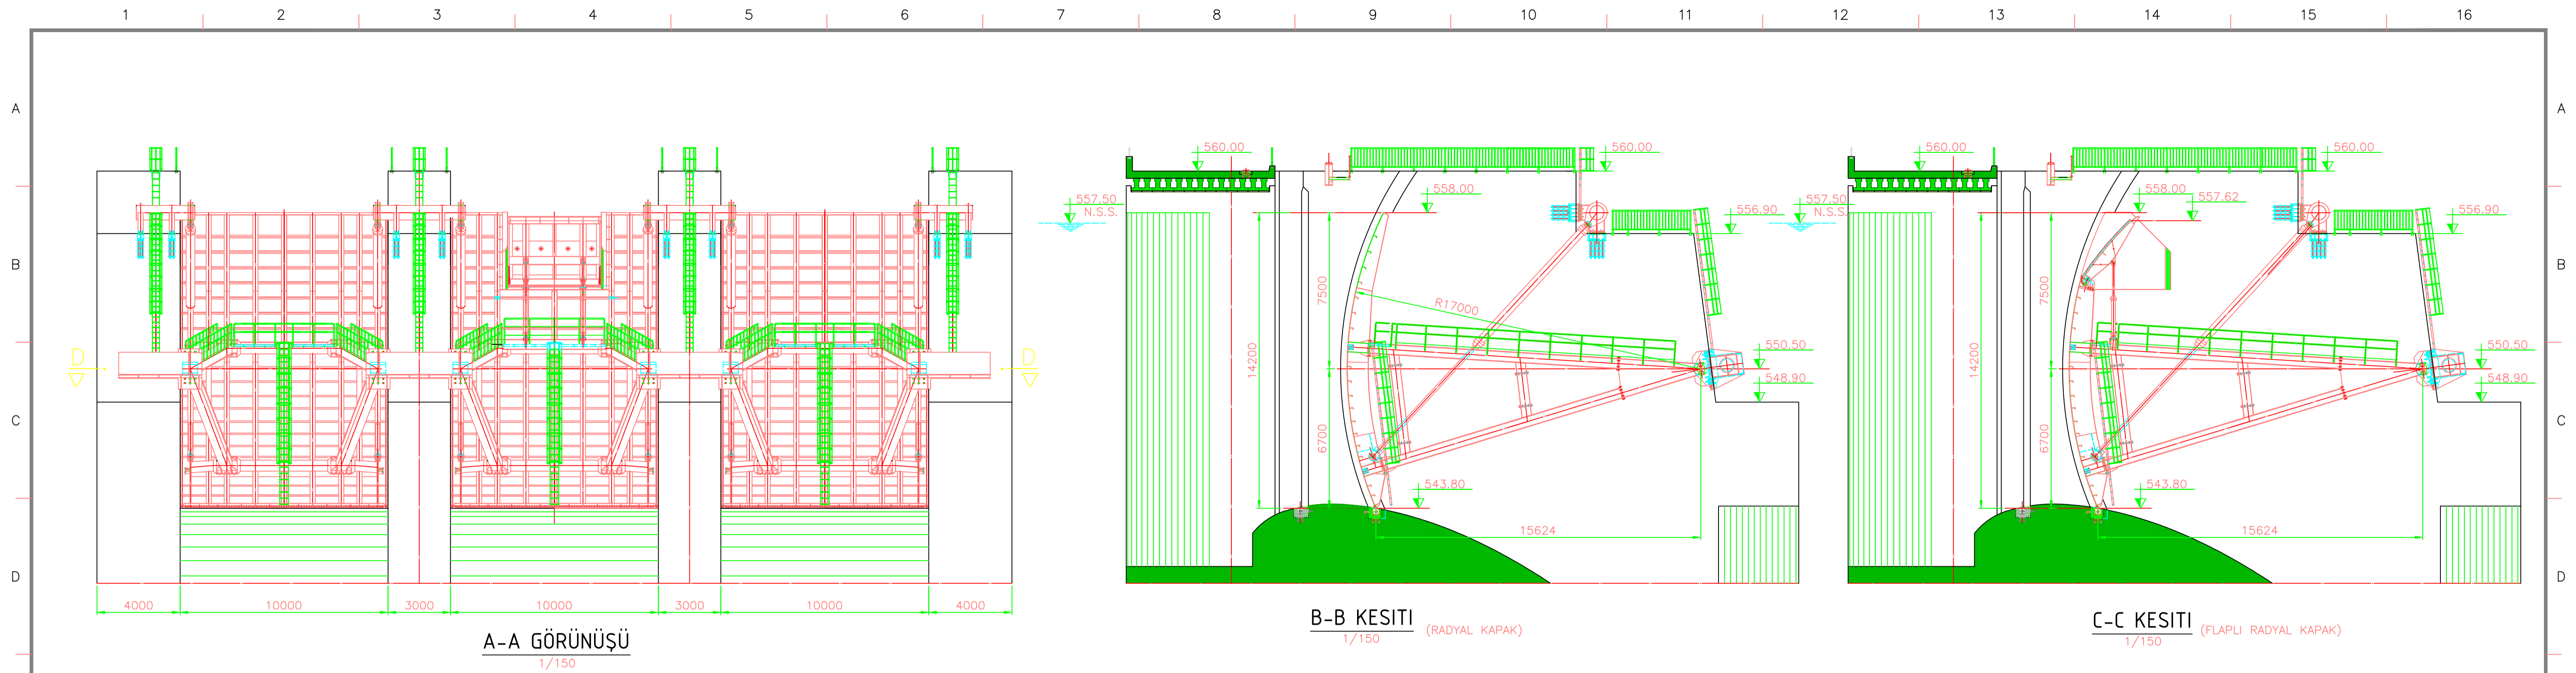 1 2 3 4 5 6 7 8 9 10 11 12 13 14 15 16
A A
B B
C C
D D
D D
4000 10000 3000 10000 3000 10000 4000
A-A GÖRÜNÜŞÜ
1/150
560.00 560.00
557.50
N.S.S.
558.00
556.90
7500
R17000
14200
550.50
548.90
6700
543.80
15624
B-B KESITI (RADYAL KAPAK)
1/150
560.00 560.00
557.50
N.S.S.
558.00
557.62
556.90
7500
14200
550.50
548.90
6700
543.80
15624
C-C KESITI (FLAPLI RADYAL KAPAK)
1/150